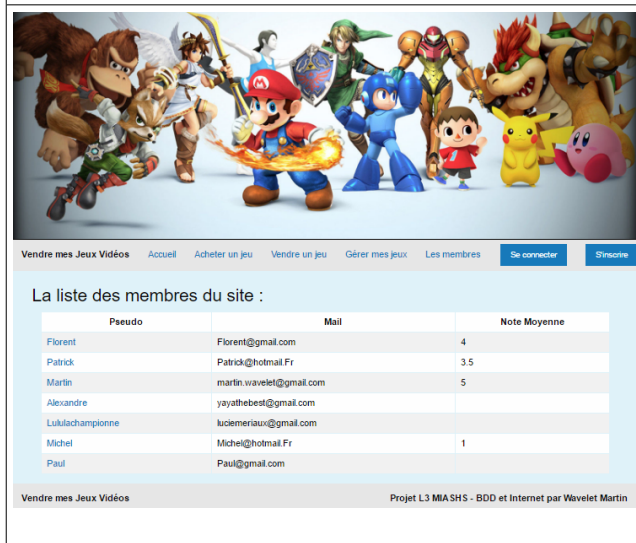 Vendre mes Jeux Vidéos Accueil Acheter un jeu Vendre un jeu Gérer mes jeux Les membres Se connecter S'inscrire
La liste des membres du site :
Pseudo Mail Note Moyenne
Florent Florent@gmail.com 4
Patrick Patrick@hotmail.Fr 3.5
Martin martin.wavelet@gmail.com 5
Alexandre yayathebest@gmail.com
Lululachampionne luciemeriaux@gmail.com
Michel Michel@hotmail.Fr 1
Paul Paul@gmail.com
Vendre mes Jeux Vidéos Projet L3 MIASHS - BDD et Internet par Wavelet Martin